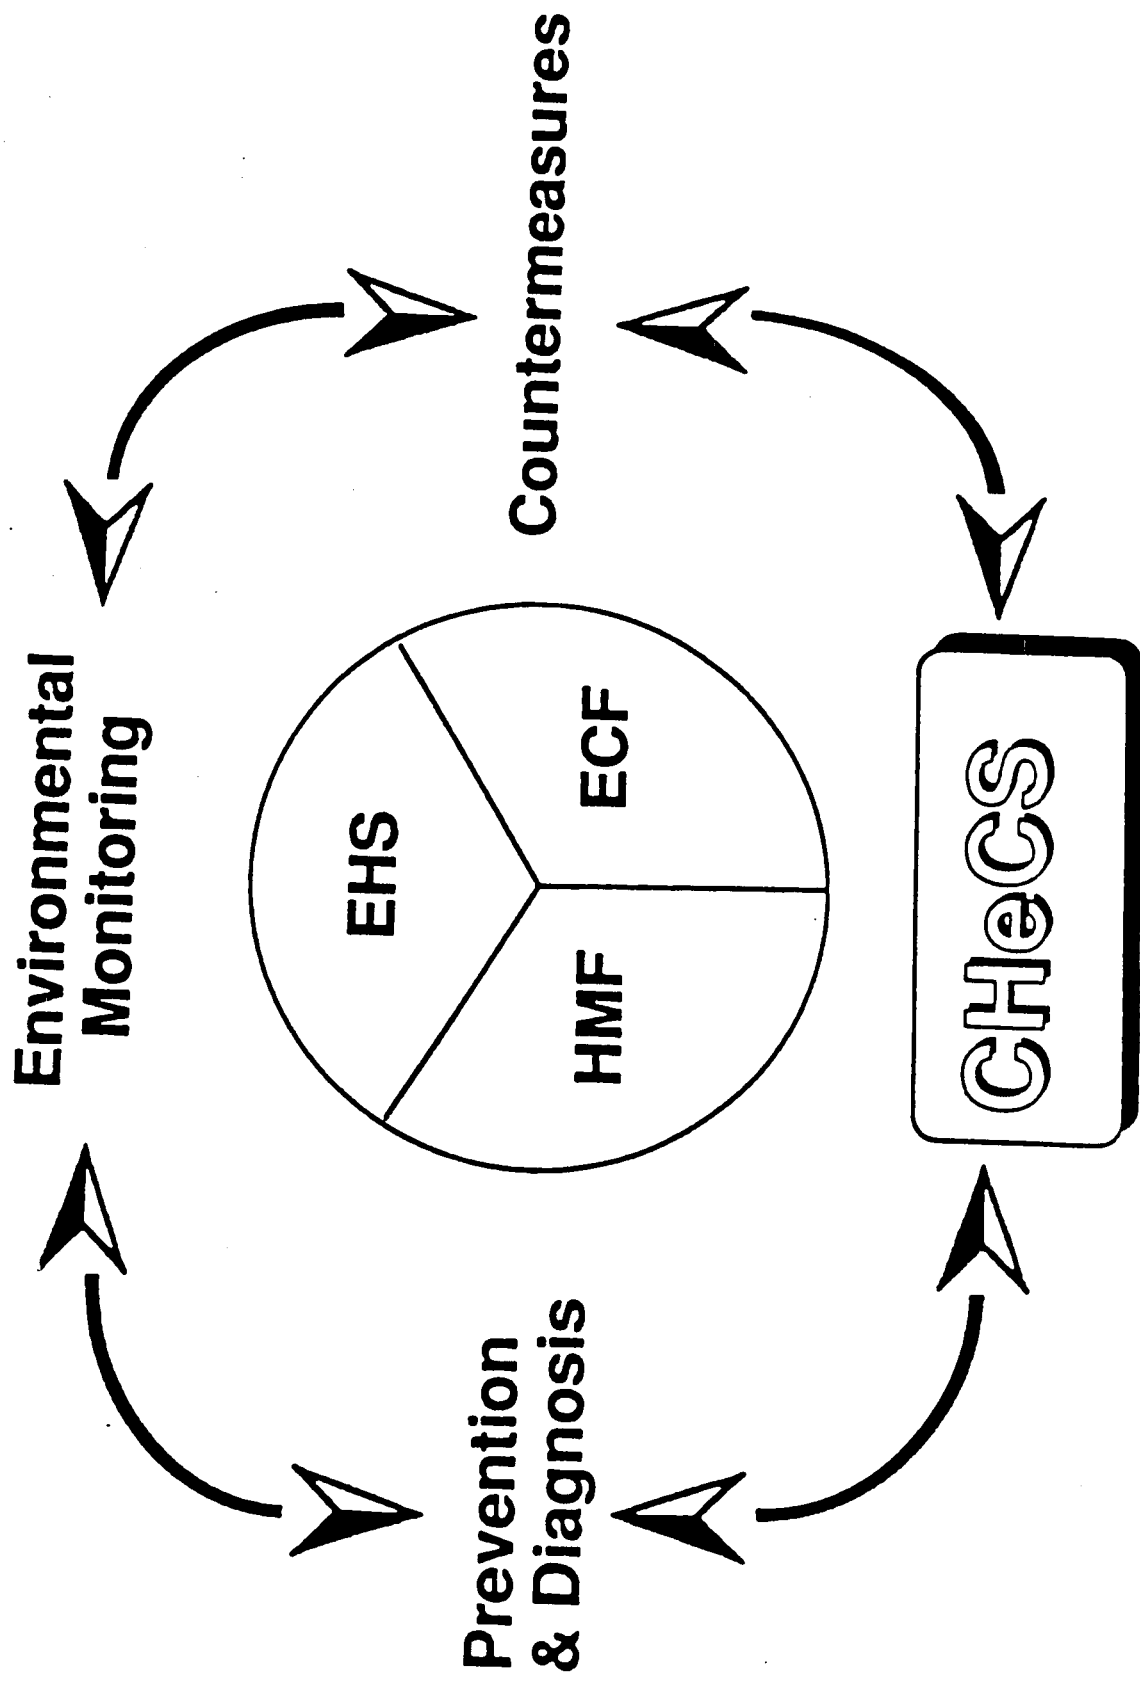 Environmental
Monitoring
Prevention
& Diagnosis
EHS
HMF
ECF
Countermeasures
CHeCS